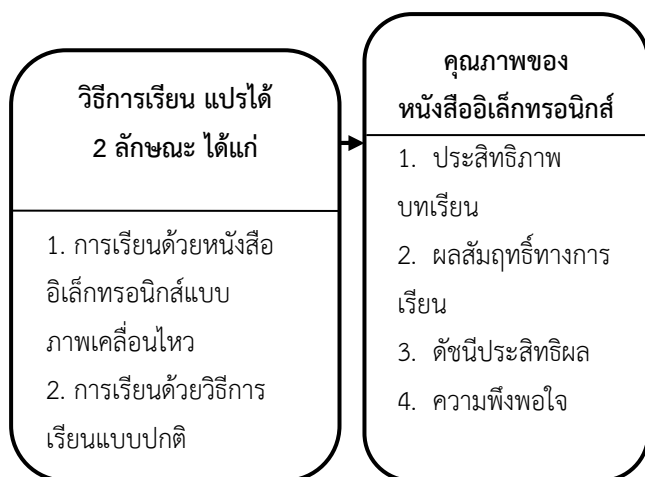 วิธีการเรียน แปรได้
2 ลักษณะ ได้แก่
1. การเรียนด้วยหนังสือ
อิเล็กทรอนิกส์แบบ
ภาพเคลื่อนไหว
2. การเรียนด้วยวิธีการ
เรียนแบบปกติ
คุณภาพของ
หนังสืออิเล็กทรอนิกส์
1. ประสิทธิภาพ
บทเรียน
2. ผลสัมฤทธิ์ทางการ
เรียน
3. ดัชนีประสิทธิผล
4. ความพึงพอใจ